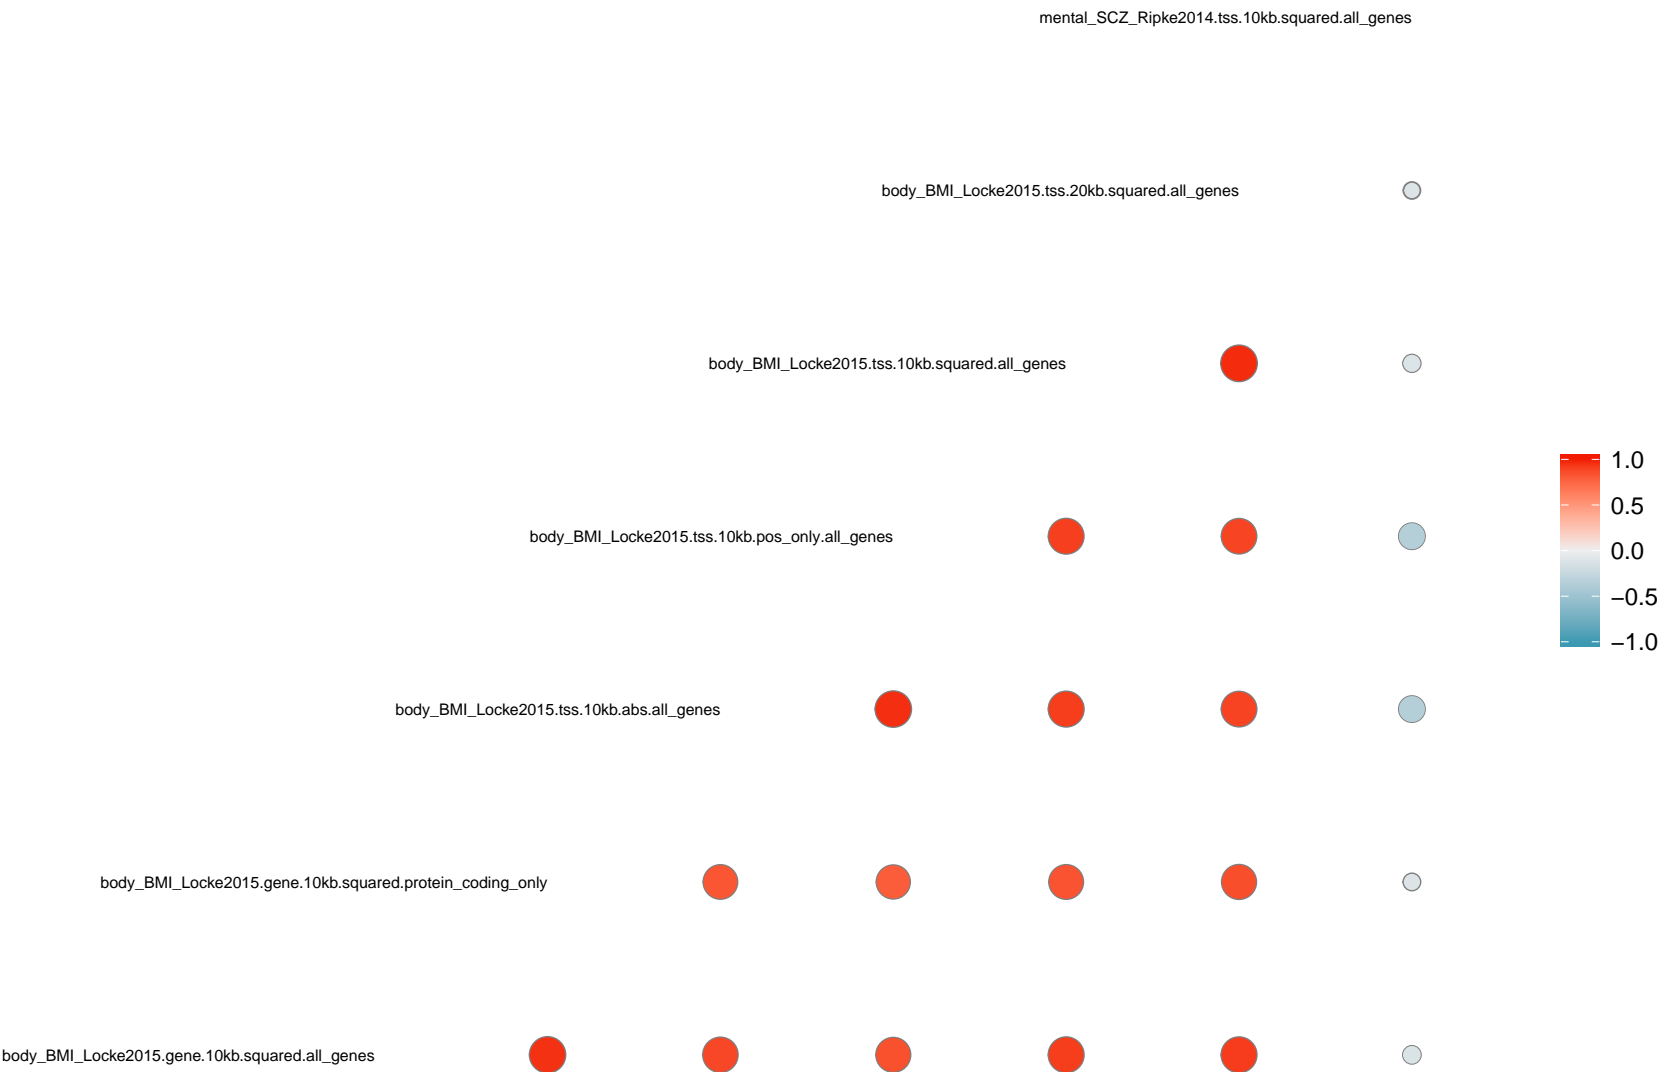 mental_SCZ_Ripke2014.tss.10kb.squared.all_genes
body_BMI_Locke2015.tss.20kb.squared.all_genes
body_BMI_Locke2015.tss.10kb.squared.all_genes
1.0
0.5
body_BMI_Locke2015.tss.10kb.pos_only.all_genes
0.0
−0.5
−1.0
body_BMI_Locke2015.tss.10kb.abs.all_genes
body_BMI_Locke2015.gene.10kb.squared.protein_coding_only
body_BMI_Locke2015.gene.10kb.squared.all_genes